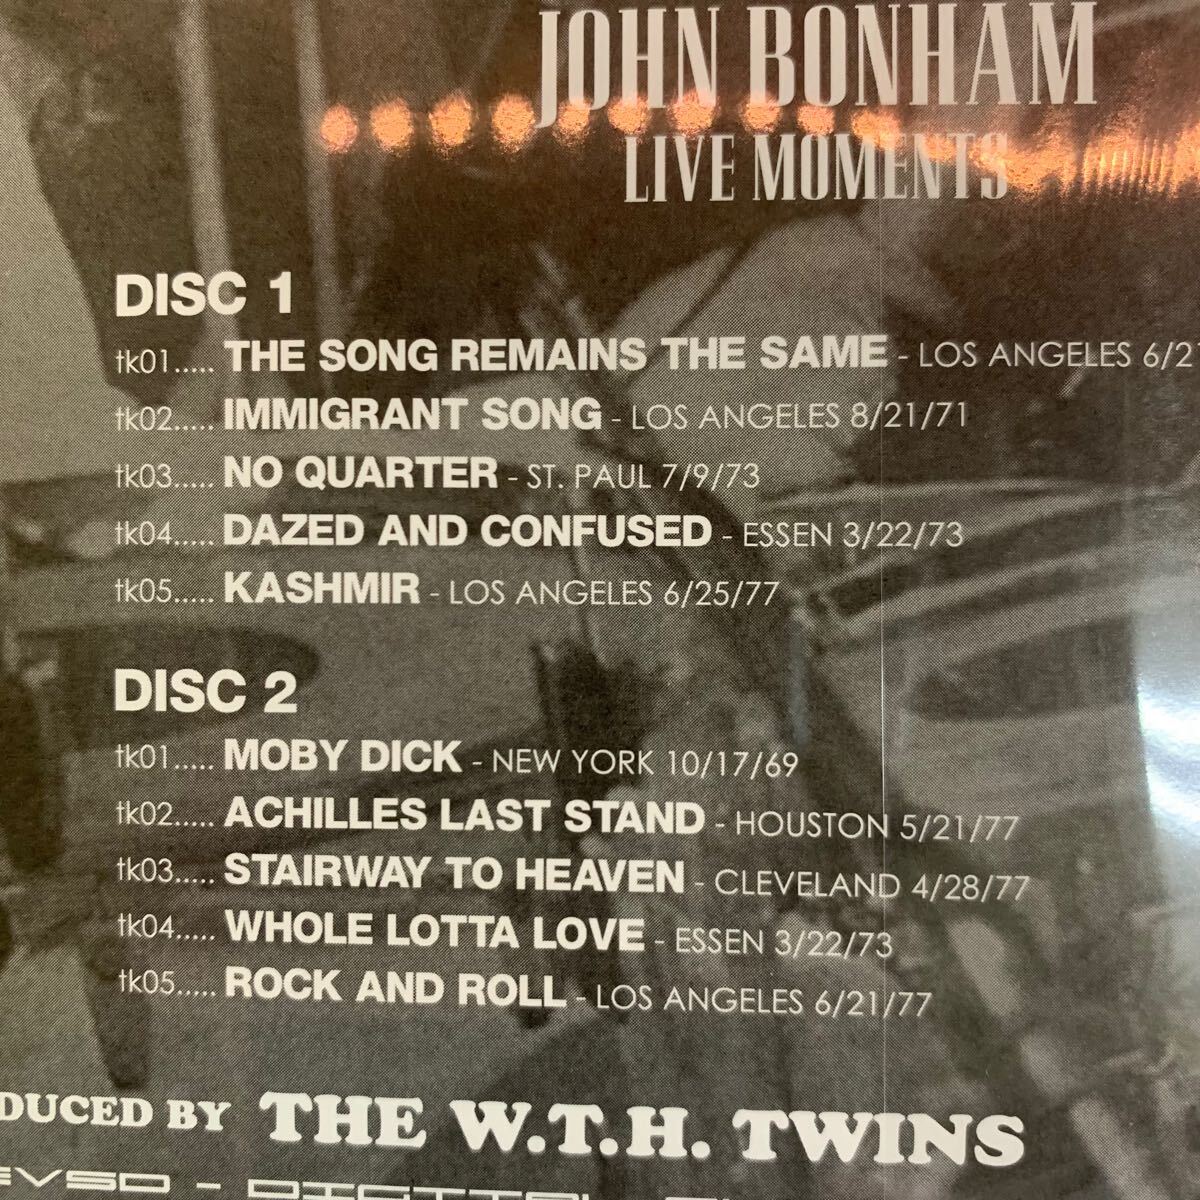 JOHN BONHAM
LIVE MOMENTS
DISC 1
tk01..... THE SONG REMAINS THE SAME - LOS ANGELES 6/21
tk02..... IMMIGRANT SONG - LOS ANGELES 8/21/71
tk03..... NO QUARTER - ST. PAUL 7/9/73
tk04..... DAZED AND CONFUSED - ESSEN 3/22/73
tk05..... KASHMIR - LOS ANGELES 6/25/77
DISC 2
tk01..... MOBY DICK - NEW YORK 10/17/69
tk02..... ACHILLES LAST STAND - HOUSTON 5/21/77
tk03..... STAIRWAY TO HEAVEN - CLEVELAND 4/28/77
tk04..... WHOLE LOTTA LOVE - ESSEN 3/22/73
tk05..... ROCK AND ROLL - LOS ANGELES 6/21/77
DUCED BY THE W.T.H. TWINS
EVSD - DIGITAL